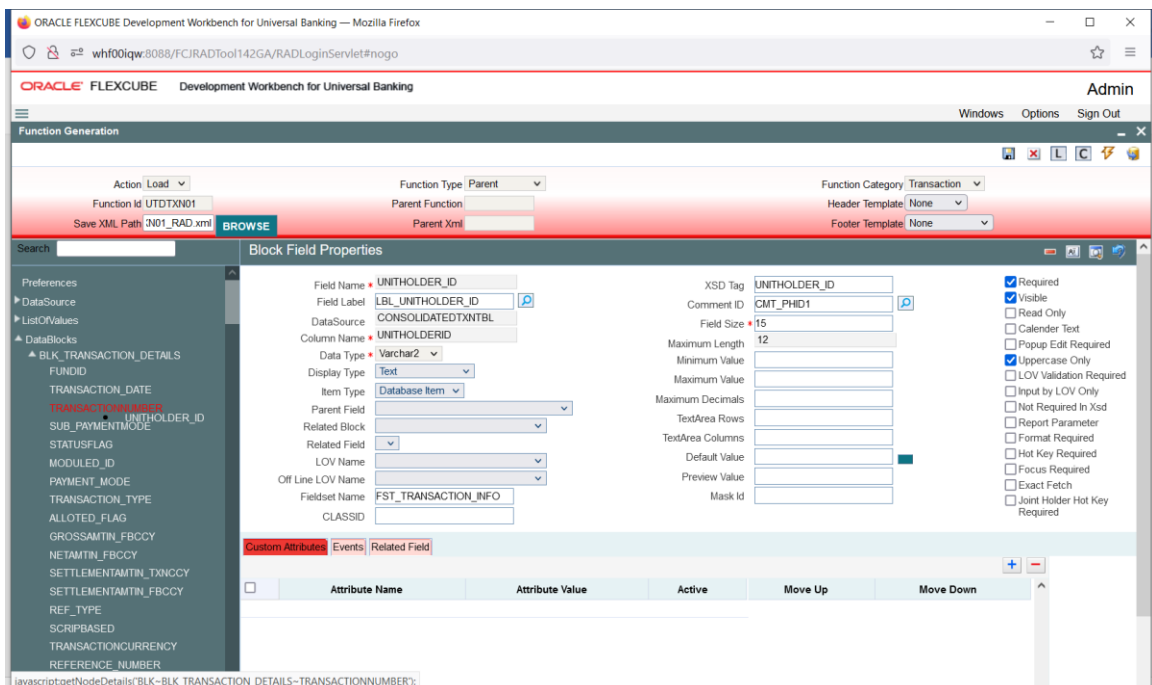 ORACLE FLEXCUBE Development Workbench for Universal Banking — Mozilla Firefox
whf00iqw:8088/FCJRADTool142GA/RADLoginServlet#nogo
ORACLE FLEXCUBE Development Workbench for Universal Banking Admin
Windows Options Sign Out
Function Generation
L C
Action Load Function Type Parent Function Category Transaction
Function Id UTDTXN01 Parent Function Header Template None
Save XML Path N01_RAD.xml BROWSE Parent Xml Footer Template None
Search Block Field Properties
Preferences
DataSource
ListOfValues
DataBlocks
BLK_TRANSACTION_DETAILS
FUNDID
TRANSACTION_DATE
TRANSACTIONNUMBER
UNITHOLDER_ID
SUB_PAYMENTMODE
STATUSFLAG
MODULED_ID
PAYMENT_MODE
TRANSACTION_TYPE
ALLOTED_FLAG
GROSSAMTIN_FBCCY
NETAMTIN_FBCCY
SETTLEMENTAMTIN_TXNCCY
SETTLEMENTAMTIN_FBCCY
REF_TYPE
SCRIPBASED
TRANSACTIONCURRENCY
REFERENCE_NUMBER
Field Name * UNITHOLDER_ID
Field Label LBL_UNITHOLDER_ID
DataSource CONSOLIDATEDTXNTBL
Column Name * UNITHOLDERID
Data Type * Varchar2
Display Type Text
Item Type Database Item
Parent Field
Related Block
Related Field
LOV Name
Off Line LOV Name
Fieldset Name FST_TRANSACTION_INFO
CLASSID
XSD Tag UNITHOLDER_ID
Comment ID CMT_PHID1
Field Size * 15
Maximum Length 12
Minimum Value
Maximum Value
Maximum Decimals
TextArea Rows
TextArea Columns
Default Value
Preview Value
Mask Id
Required
Visible
Read Only
Calender Text
Popup Edit Required
Uppercase Only
LOV Validation Required
Input by LOV Only
Not Required In Xsd
Report Parameter
Format Required
Hot Key Required
Focus Required
Exact Fetch
Joint Holder Hot Key
Required
Custom Attributes Events Related Field
Attribute Name Attribute Value Active Move Up Move Down
javascript:getNodeDetails('BLK~BLK_TRANSACTION_DETAILS~TRANSACTIONNUMBER');